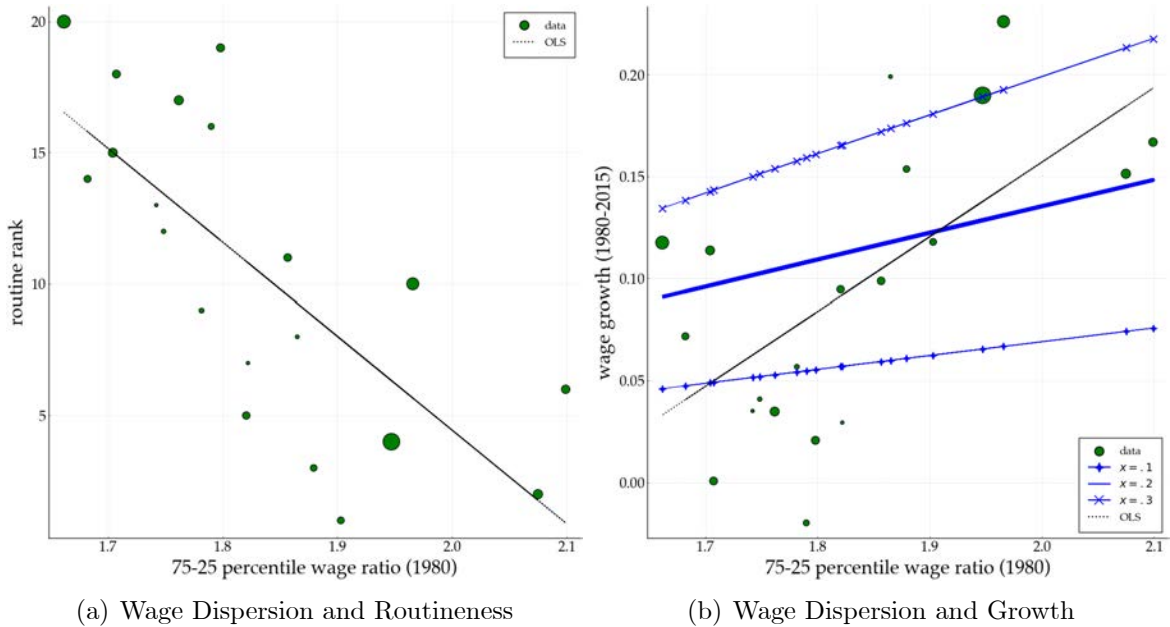 20
15
10
5
routine rank
1.7 1.8 1.9 2.0 2.1
75-25 percentile wage ratio (1980)
data
OLS
(a) Wage Dispersion and Routineness
0.20
0.15
0.10
0.05
0.00
wage growth (1980-2015)
1.7 1.8 1.9 2.0 2.1
75-25 percentile wage ratio (1980)
data
x = .1
x = .2
x = .3
OLS
(b) Wage Dispersion and Growth